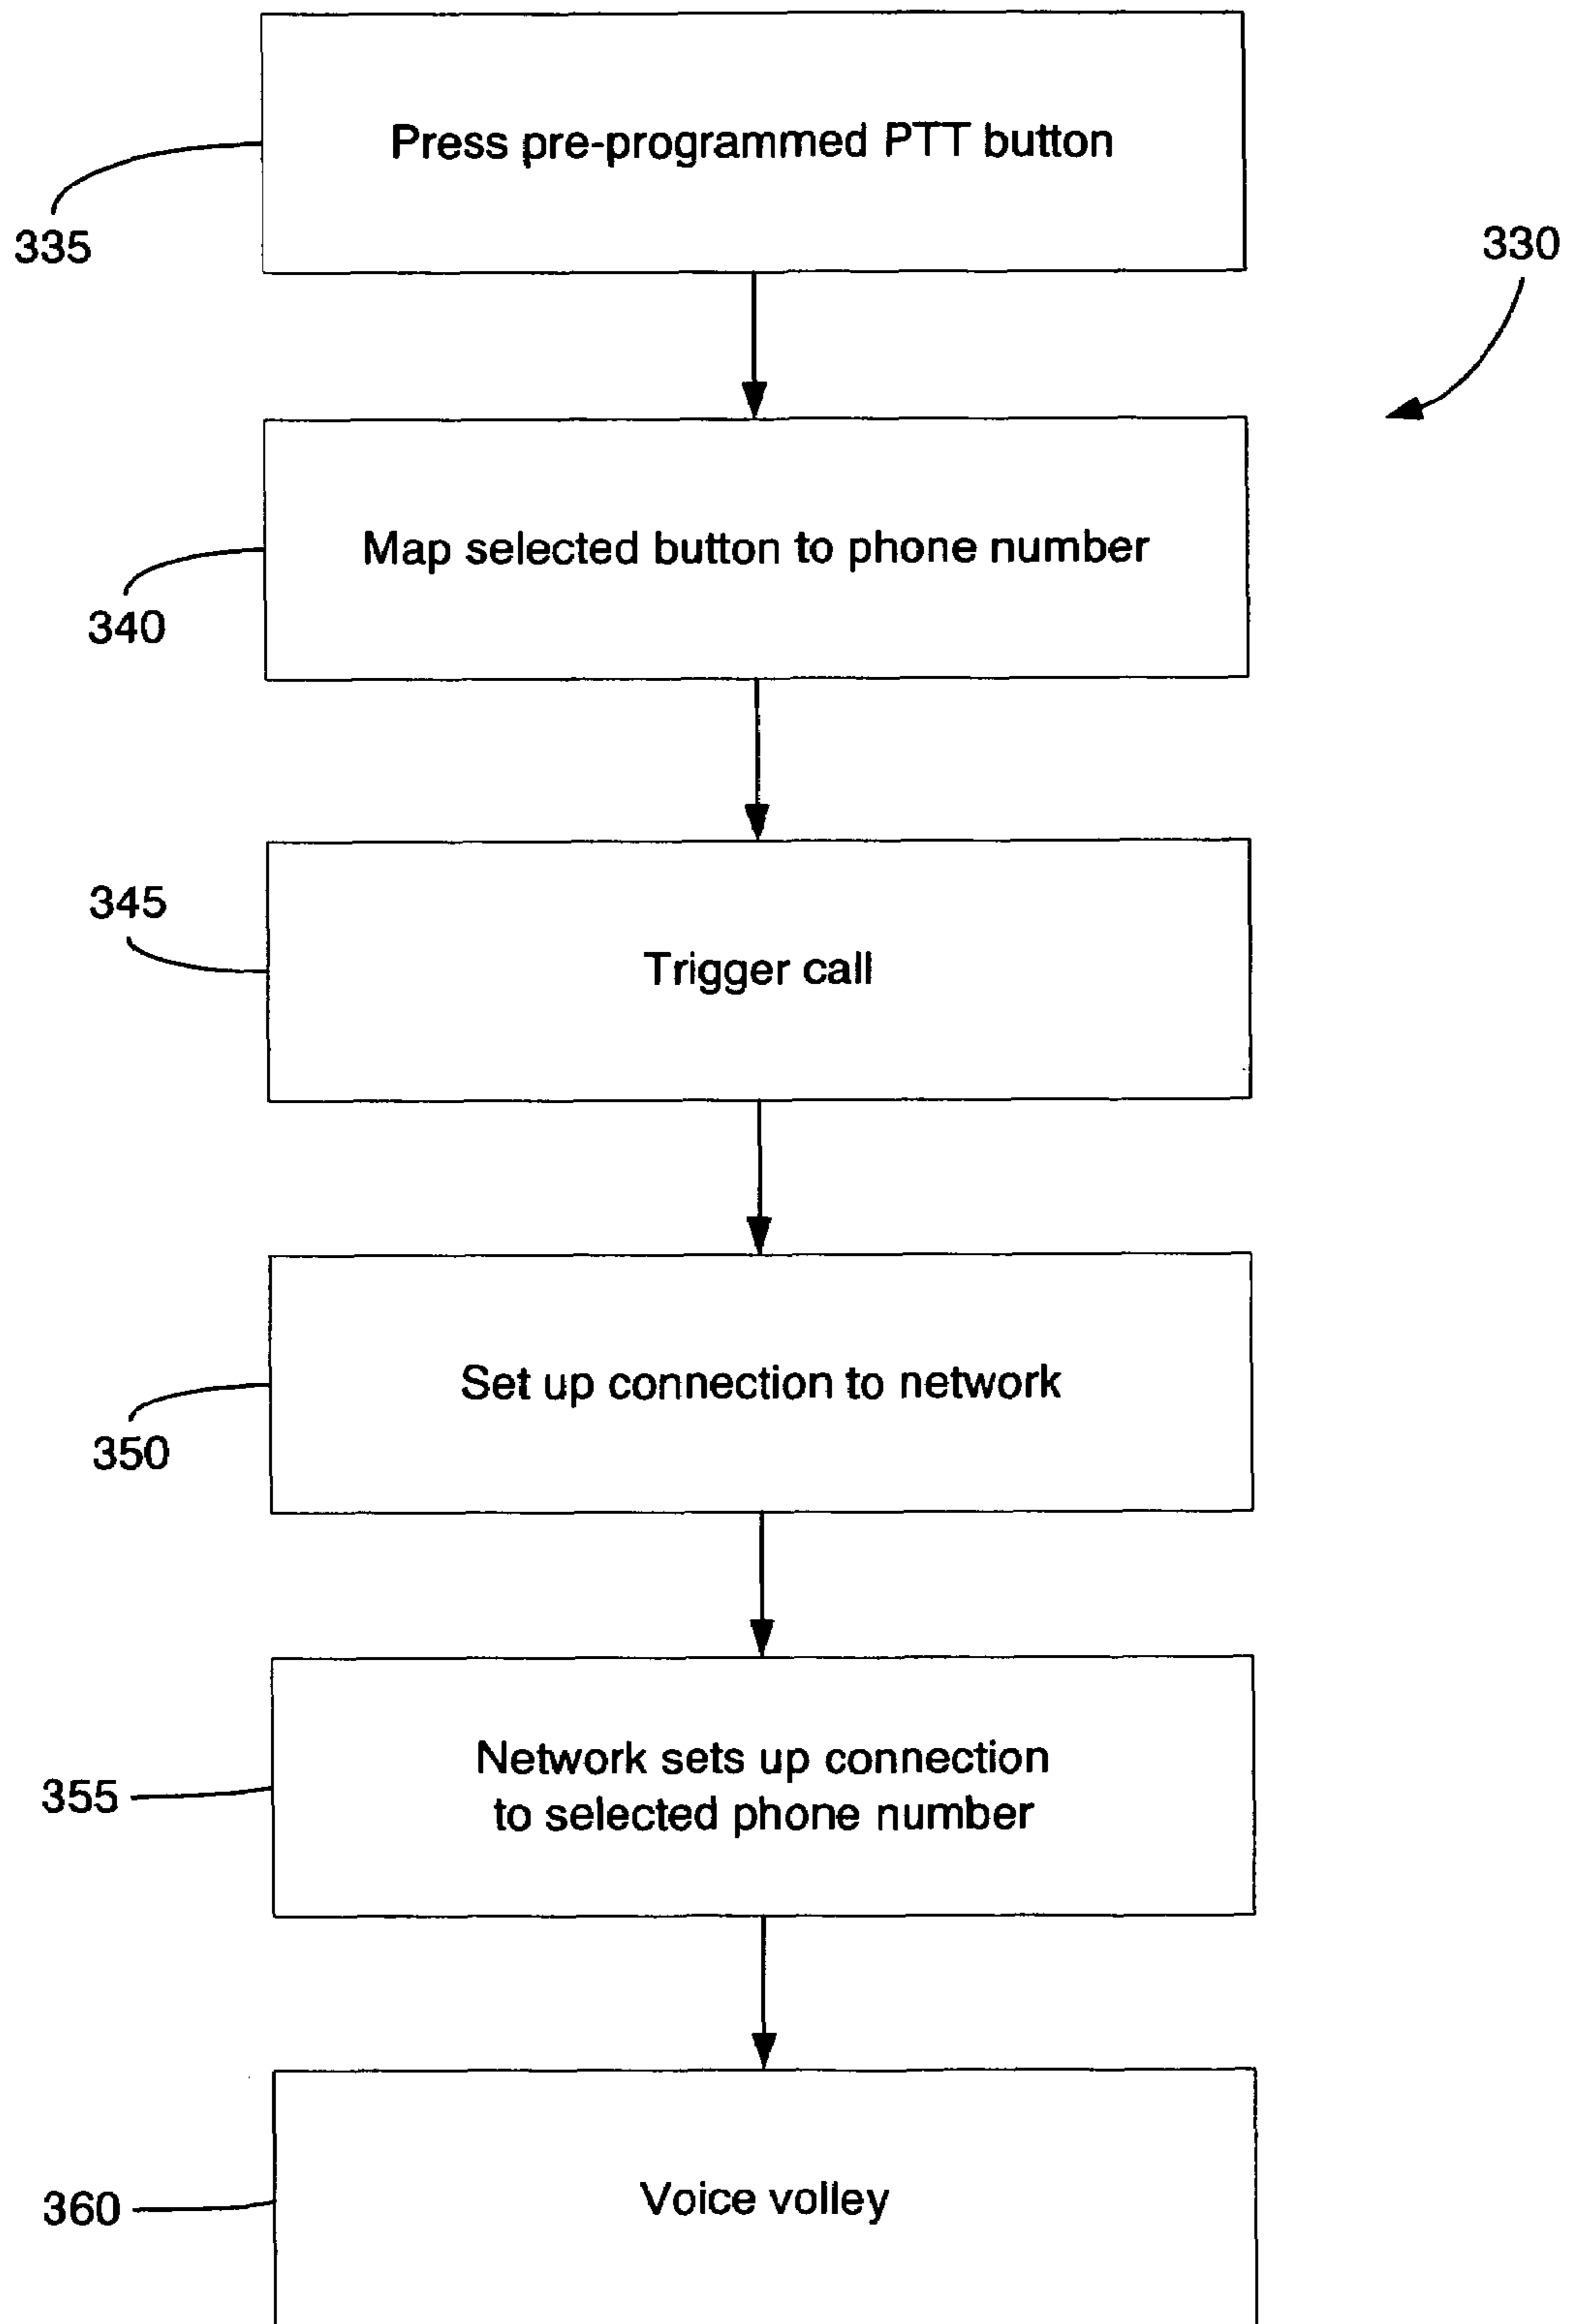 Press pre-programmed PTT button
335
330
Map selected button to phone number
340
345
Trigger call
Set up connection to network
350
Network sets up connection
to selected phone number
355
Voice volley
360